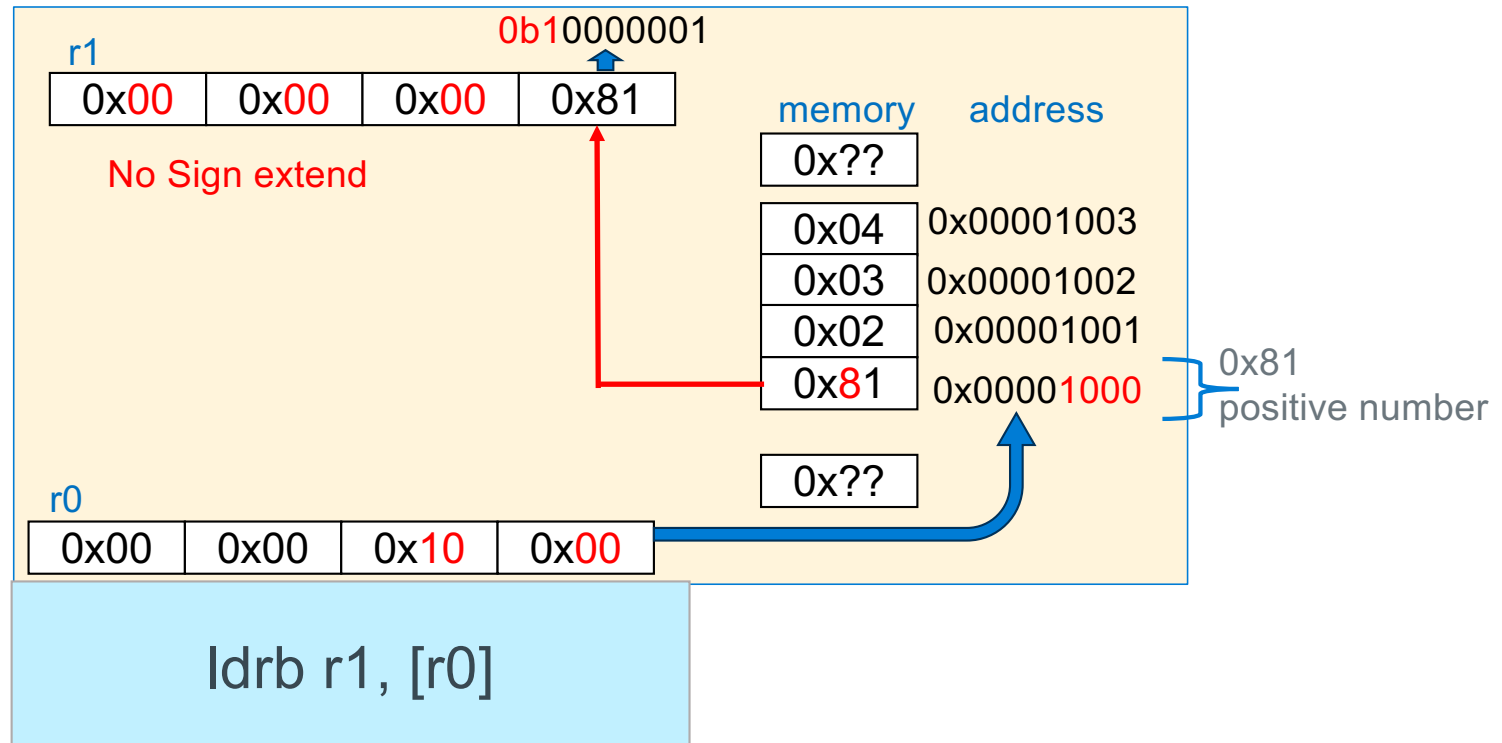 0b10000001
r1
0x00 0x00 0x00 0x81
No Sign extend
memory address
0x??
0x04 0x00001003
0x03 0x00001002
0x02 0x00001001
0x81 0x00001000
0x81
positive number
0x??
r0
0x00 0x00 0x10 0x00
ldrb r1, [r0]